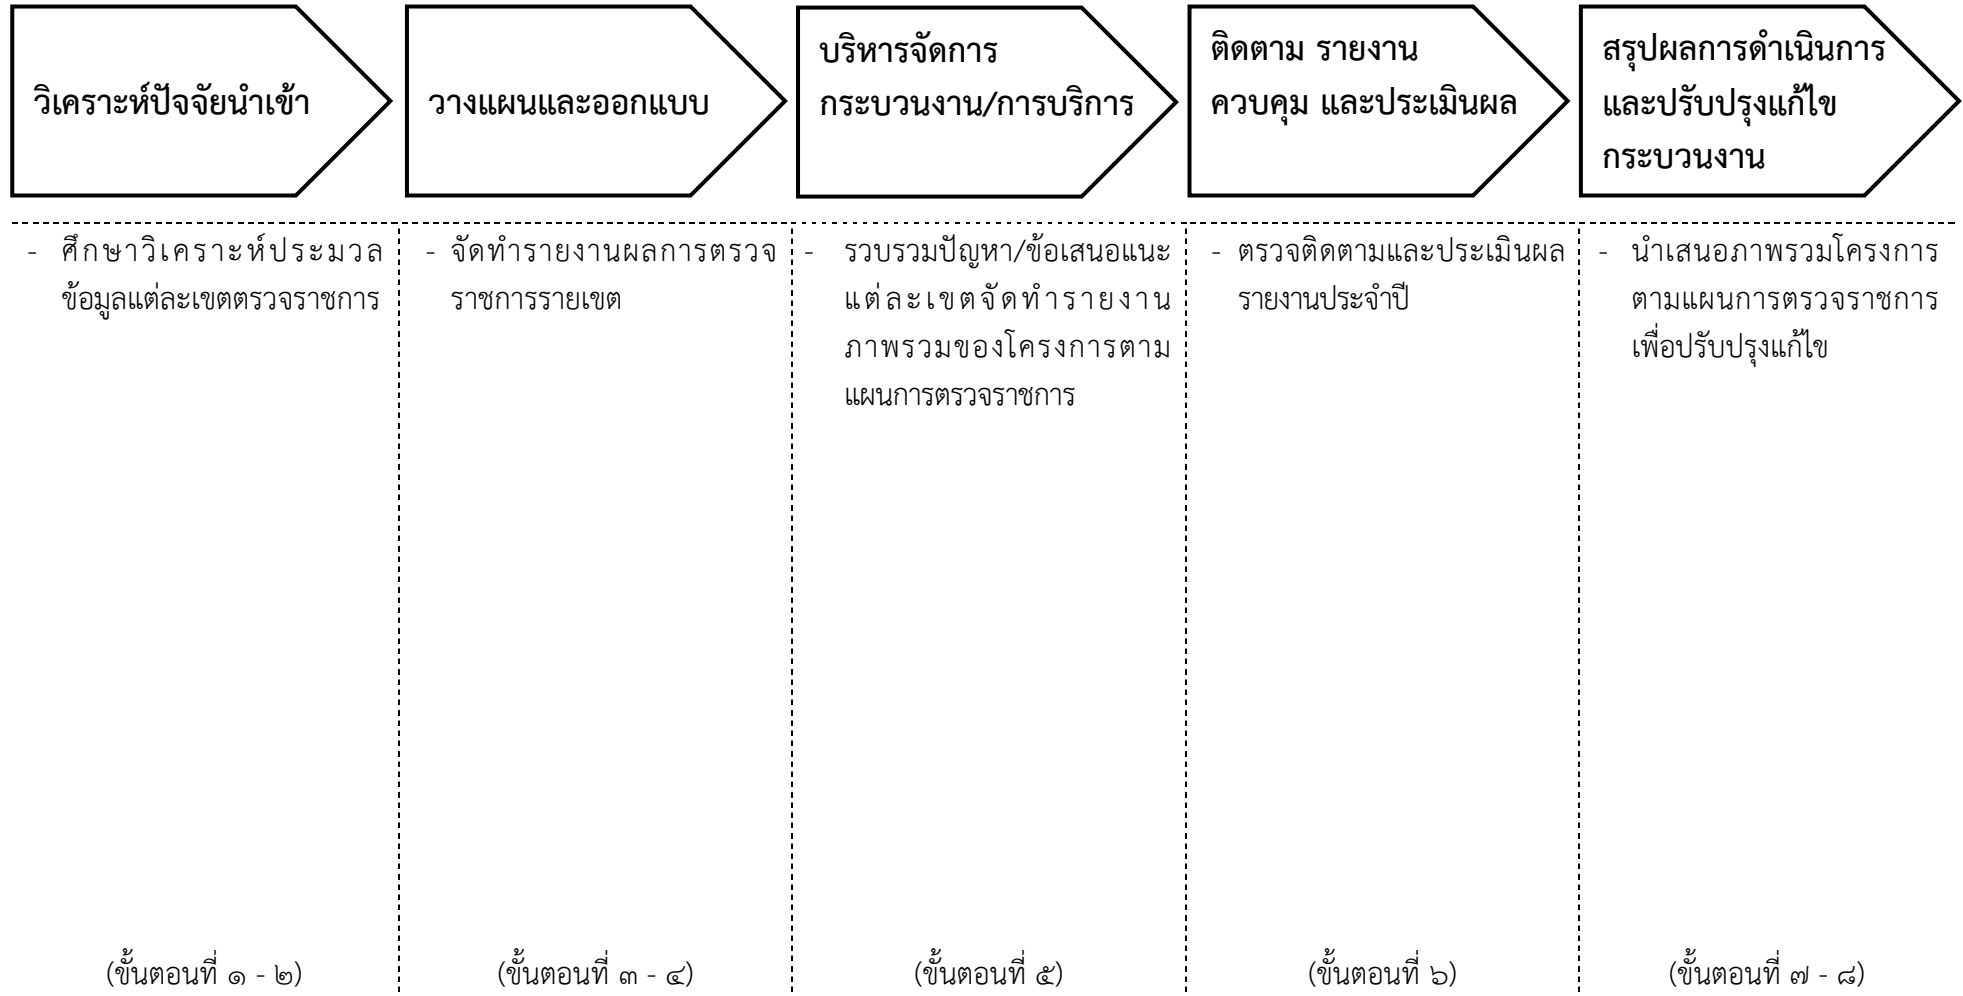 วิเคราะห์ปัจจัยนำเข้า
วางแผนและออกแบบ
บริหารจัดการ
กระบวนงาน/การบริการ
ติดตาม รายงาน
ควบคุม และประเมินผล
สรุปผลการดำเนินการ
และปรับปรุงแก้ไข
กระบวนงาน
- ศึกษาวิเคราะห์ประมวล
ข้อมูลแต่ละเขตตรวจราชการ
- จัดทำรายงานผลการตรวจ
ราชการรายเขต
- รวบรวมปัญหา/ข้อเสนอแนะ
แต่ละเขตจัดทำรายงาน
ภาพรวมของโครงการตาม
แผนการตรวจราชการ
- ตรวจติดตามและประเมินผล
รายงานประจำปี
- นำเสนอภาพรวมโครงการ
ตามแผนการตรวจราชการ
เพื่อปรับปรุงแก้ไข
(ขั้นตอนที่ ๑ - ๒)
(ขั้นตอนที่ ๓ - ๔)
(ขั้นตอนที่ ๕)
(ขั้นตอนที่ ๖)
(ขั้นตอนที่ ๗ - ๘)